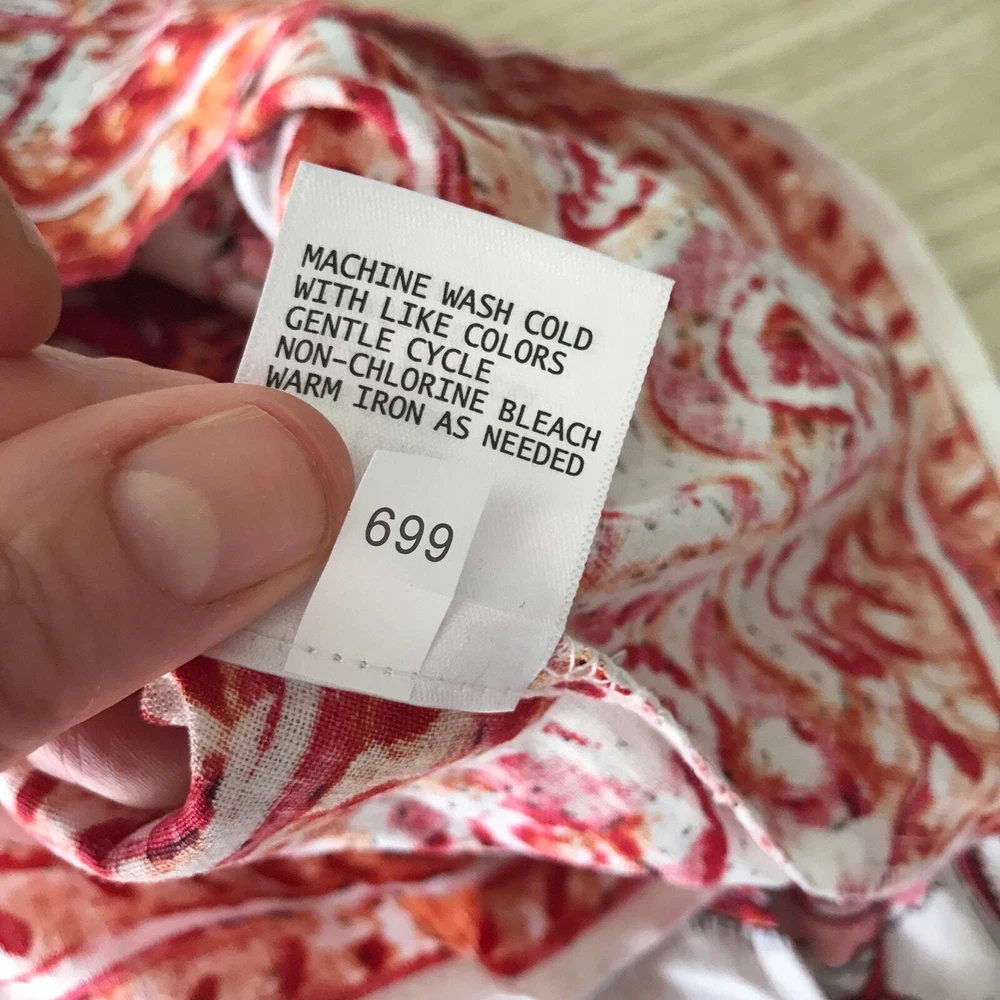 MACHINE WASH COLD
WITH LIKE COLORS
GENTLE CYCLE
NON-CHLORINE BLEACH
WARM IRON AS NEEDED
699